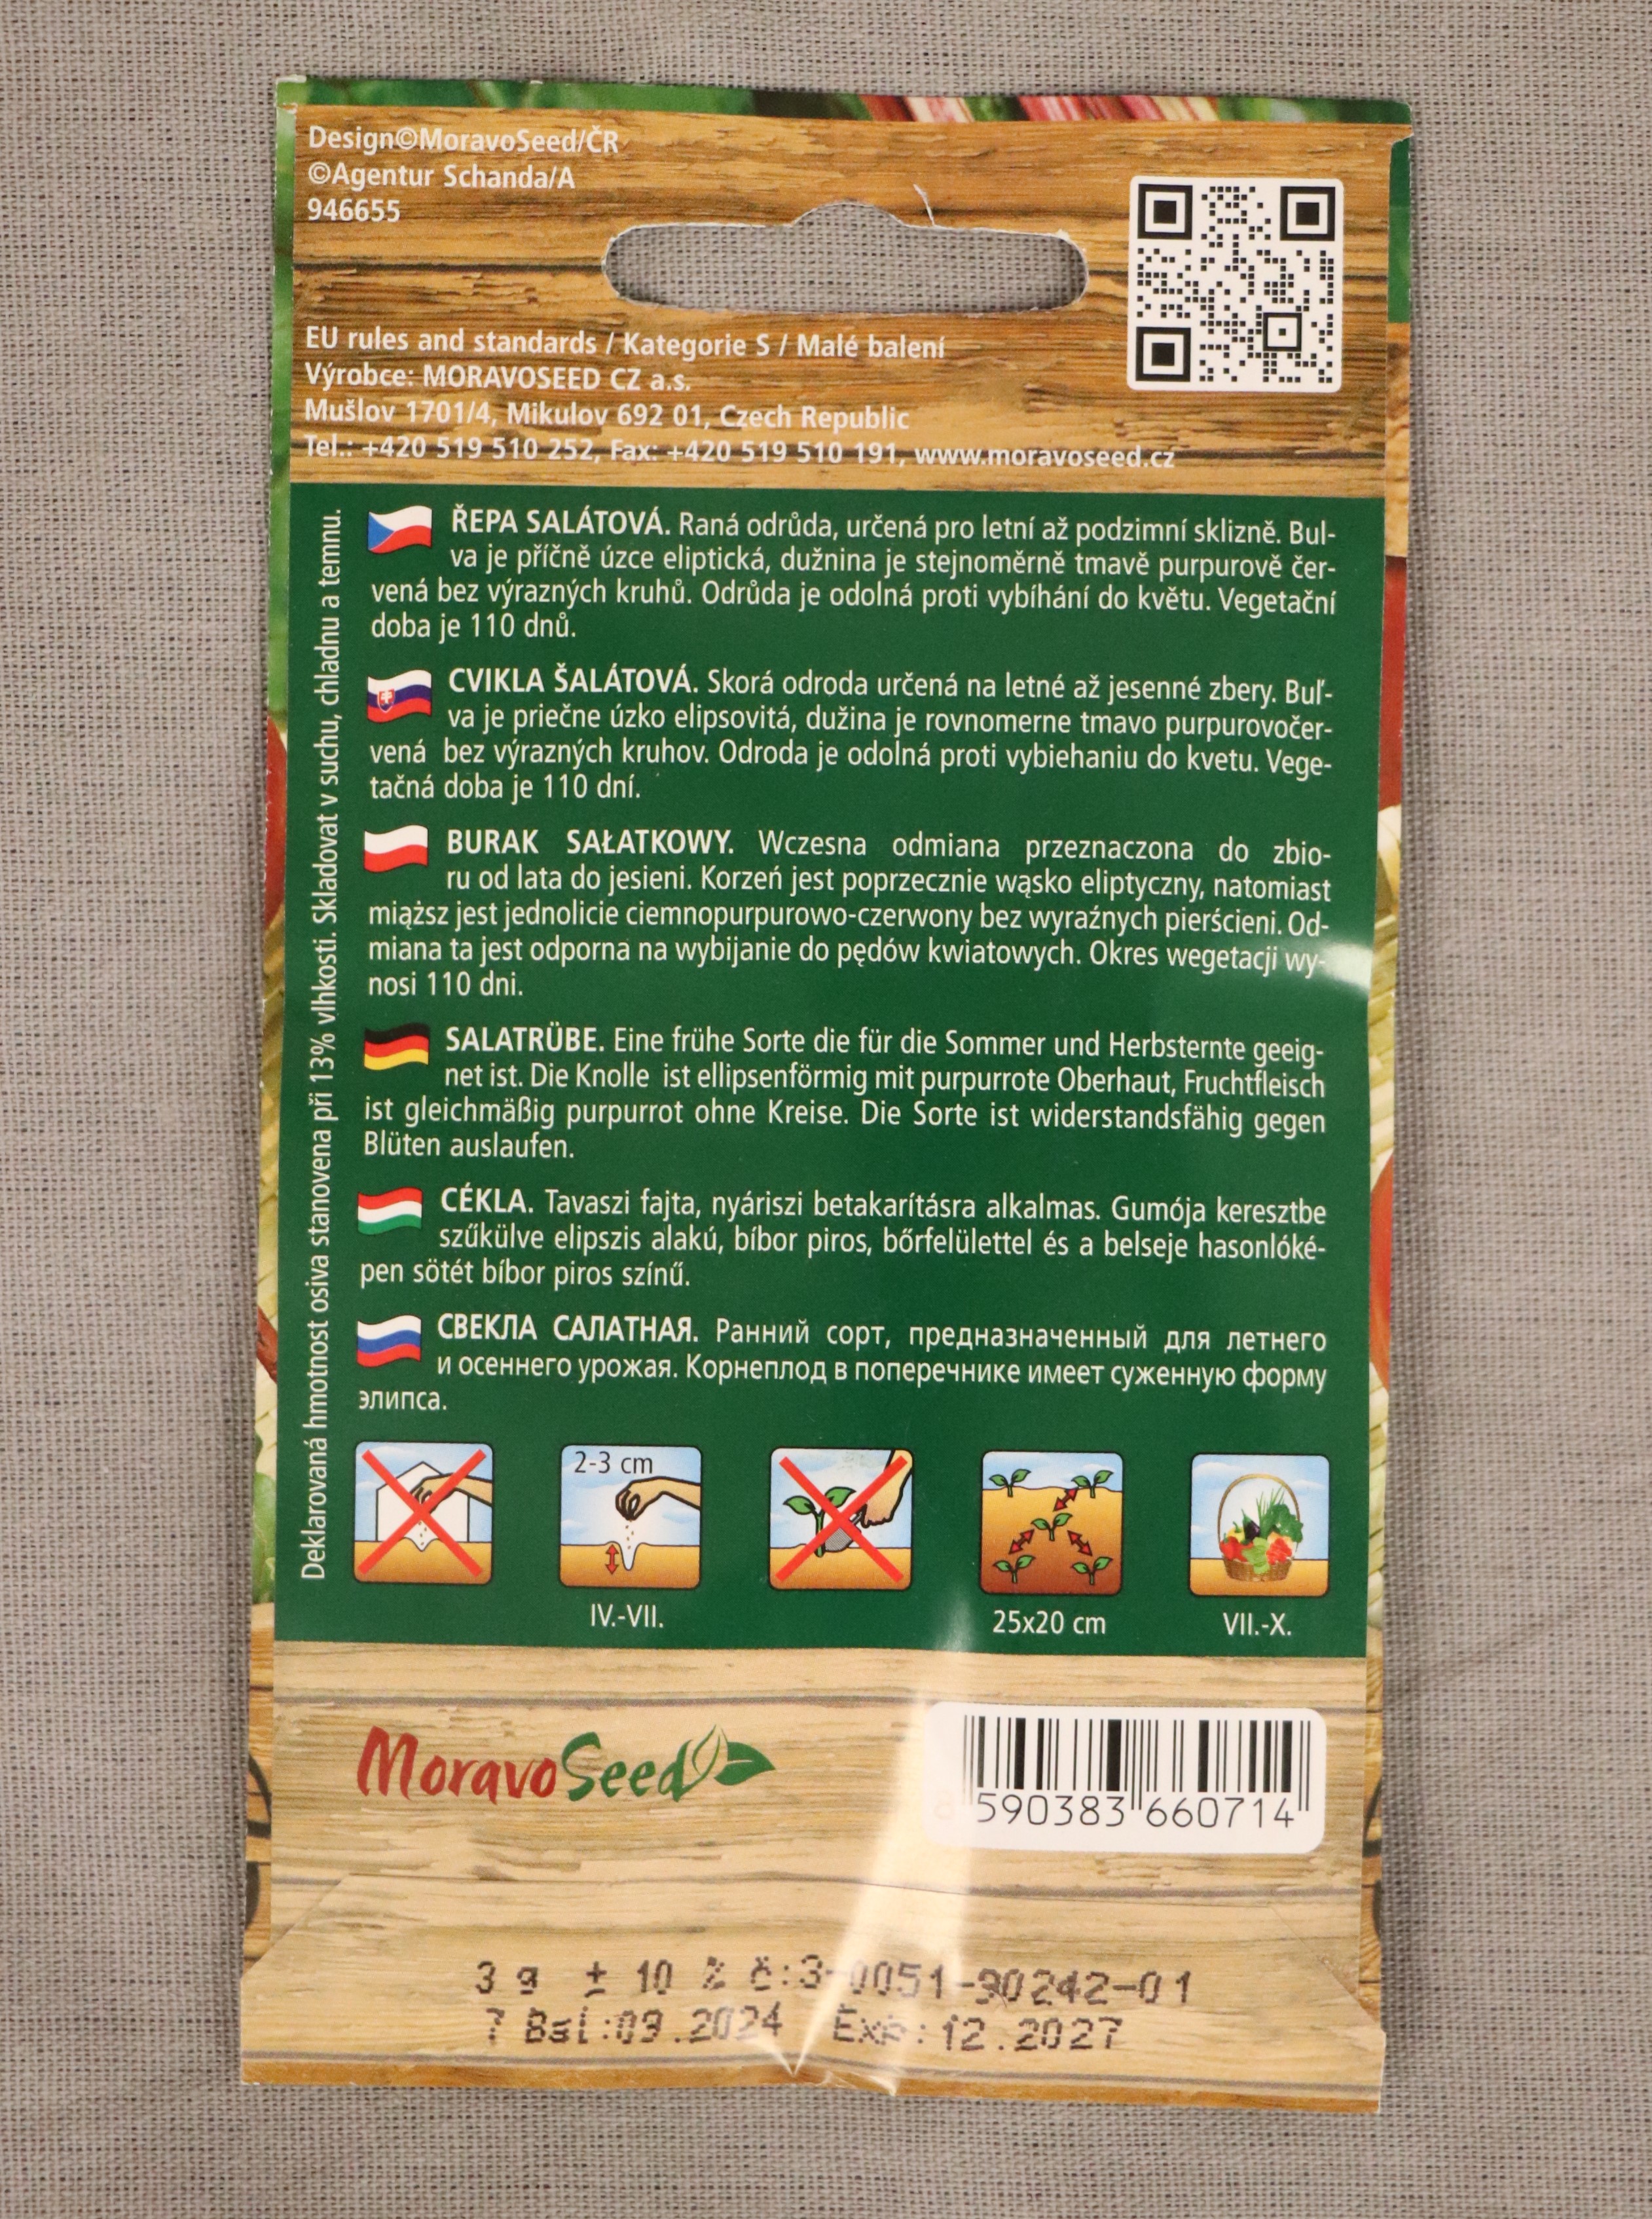 Design©MoravoSeed/ČR
©Agentur Schanda/A
946655
EU rules and standards / Kategorie S / Malé balení
Výrobce: MORAVOSEED CZ a.s.
Mušlov 1701/4, Mikulov 692 01, Czech Republic
Tel.: +420 519 510 252, Fax: +420 519 510 191, www.moravoseed.cz
Deklarovaná hmotnost osiva stanovena při 13% vlhkosti. Skladovat v suchu, chladnu a temnu.
ŘEPA SALÁTOVÁ. Raná odrůda, určená pro letní až podzimní sklizně. Bul-
va je příčně úzce eliptická, dužnina je stejnoměrně tmavě purpurově čer-
vená bez výrazných kruhů. Odrůda je odolná proti vybíhání do květu. Vegetační
doba je 110 dnů.
CVIKLA ŠALÁTOVÁ. Skorá odroda určená na letné až jesenné zbery. Buľ-
va je priečne úzko elipsovitá, dužina je rovnomerne tmavo purpurovočer-
vená bez výrazných kruhov. Odroda je odolná proti vybiehaniu do kvetu. Vege-
tačná doba je 110 dní.
BURAK SAŁATKOWY. Wczesna odmiana przeznaczona do zbio-
ru od lata do jesieni. Korzeń jest poprzecznie wąsko eliptyczny, natomiast
miąższ jest jednolicie ciemnopurpurowo-czerwony bez wyraźnych pierścieni. Od-
miana ta jest odporna na wybijanie do pędów kwiatowych. Okres wegetacji wy-
nosi 110 dni.
SALATRÜBE. Eine frühe Sorte die für die Sommer und Herbsternte geeig-
net ist. Die Knolle ist ellipsenförmig mit purpurrote Oberhaut, Fruchtfleisch
ist gleichmäßig purpurrot ohne Kreise. Die Sorte ist widerstandsfähig gegen
Blüten auslaufen.
CÉKLA. Tavaszi fajta, nyáriszi betakarításra alkalmas. Gumója keresztbe
szűkülve elipszis alakú, bíbor piros, bőrfelülettel és a belseje hasonlóké-
pen sötét bíbor piros színű.
СВЕКЛА САЛАТНАЯ. Ранний сорт, предназначенный для летнего
и осеннего урожая. Корнеплод в поперечнике имеет суженную форму
элипса.
2-3 cm
IV.-VII.
25x20 cm
VII.-X.
MoravoSeed
8 590383 660714
3 g ± 10 % č:3-0051-90242-01
7 Bal:09.2024 Exp:12.2027